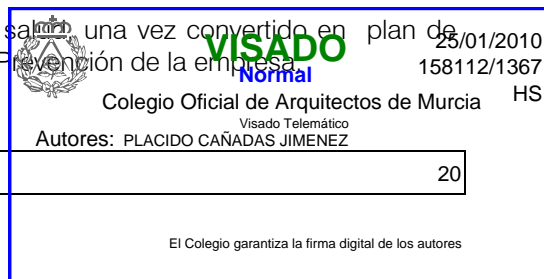 salud, una vez convertido en plan de
Prevención de la empresa.
VISADO
Normal
25/01/2010
158112/1367
HS
Colegio Oficial de Arquitectos de Murcia
Visado Telemático
Autores: PLACIDO CAÑADAS JIMENEZ
20
El Colegio garantiza la firma digital de los autores